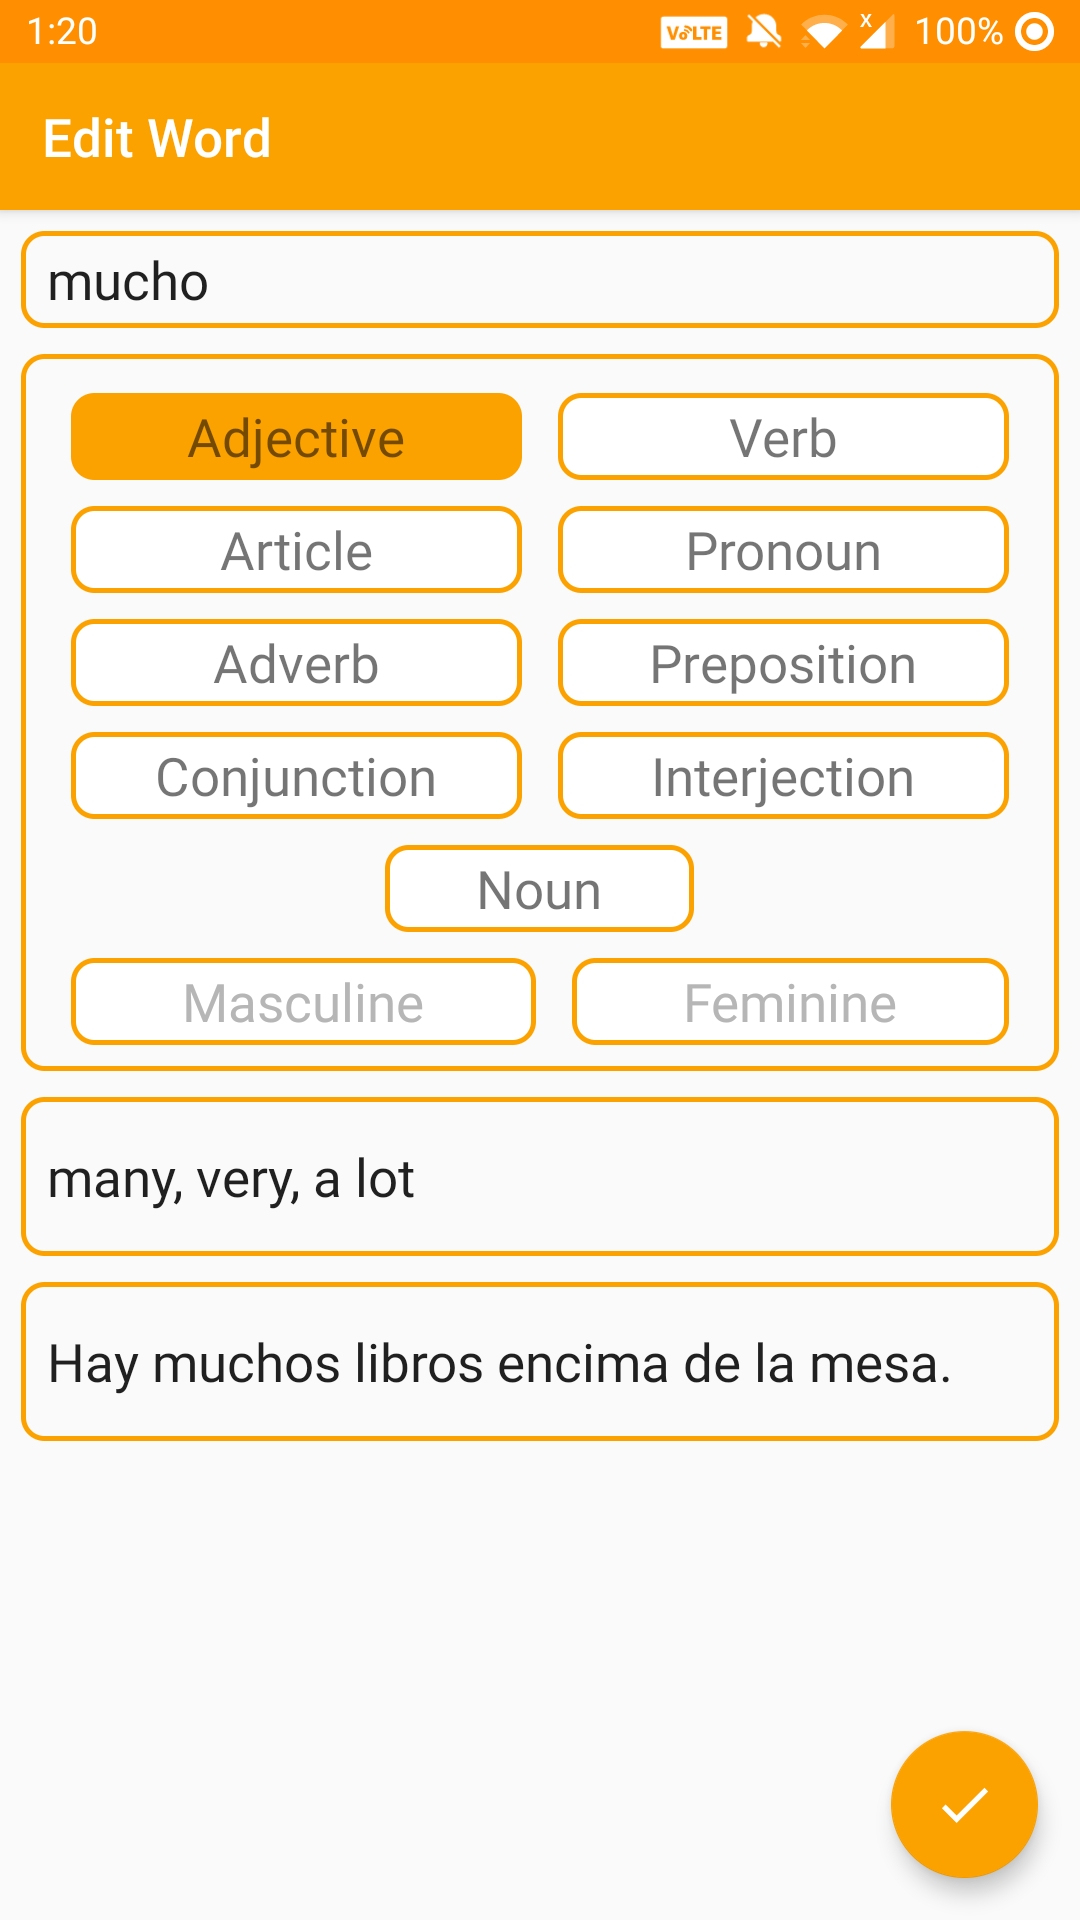 1:20 VoLTE x 100%
Edit Word
mucho
Adjective Verb
Article Pronoun
Adverb Preposition
Conjunction Interjection
Noun
Masculine Feminine
many, very, a lot
Hay muchos libros encima de la mesa.